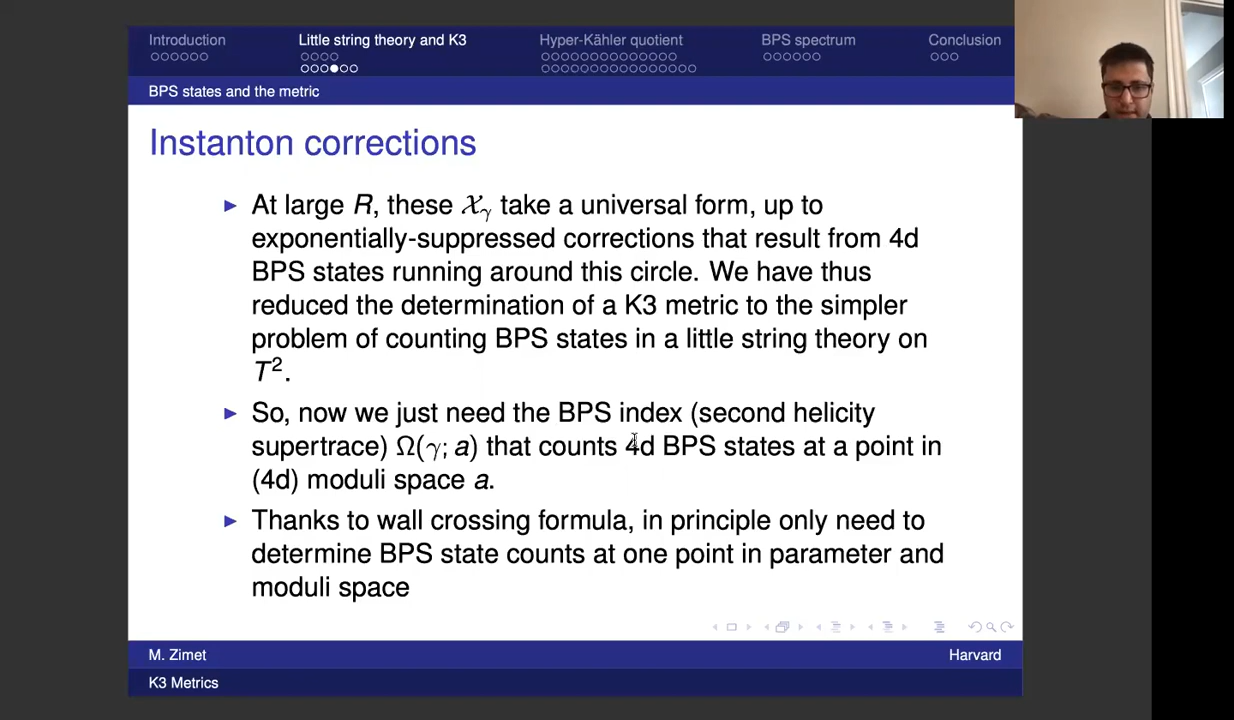 Introduction
Little string theory and K3
Hyper-Kähler quotient
BPS spectrum
Conclusion
BPS states and the metric
Instanton corrections
At large R, these 𝒳γ take a universal form, up to
exponentially-suppressed corrections that result from 4d
BPS states running around this circle. We have thus
reduced the determination of a K3 metric to the simpler
problem of counting BPS states in a little string theory on
T².
So, now we just need the BPS index (second helicity
supertrace) Ω(γ; a) that counts 4d BPS states at a point in
(4d) moduli space a.
Thanks to wall crossing formula, in principle only need to
determine BPS state counts at one point in parameter and
moduli space
M. Zimet
Harvard
K3 Metrics